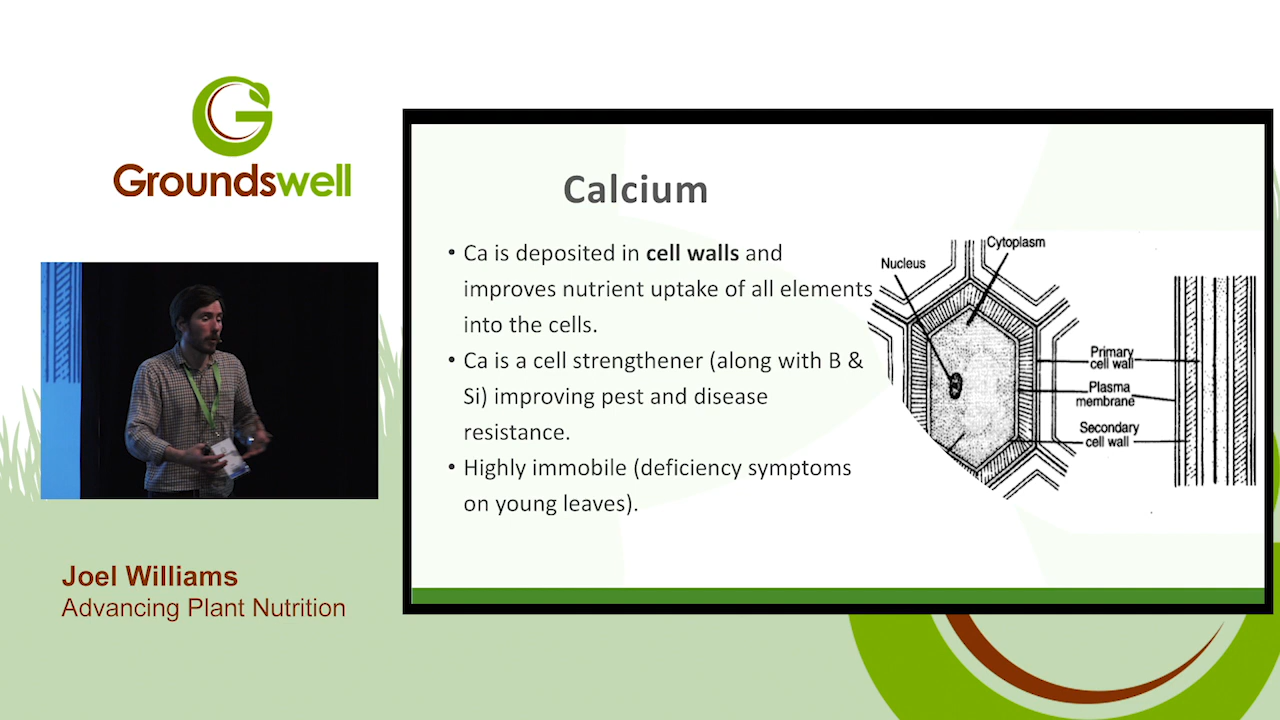 Groundswell
Calcium
• Ca is deposited in cell walls and
improves nutrient uptake of all elements
into the cells.
• Ca is a cell strengthener (along with B &
Si) improving pest and disease
resistance.
• Highly immobile (deficiency symptoms
on young leaves).
Cytoplasm
Nucleus
Primary
cell wall
Plasma
membrane
Secondary
cell wall
Joel Williams
Advancing Plant Nutrition